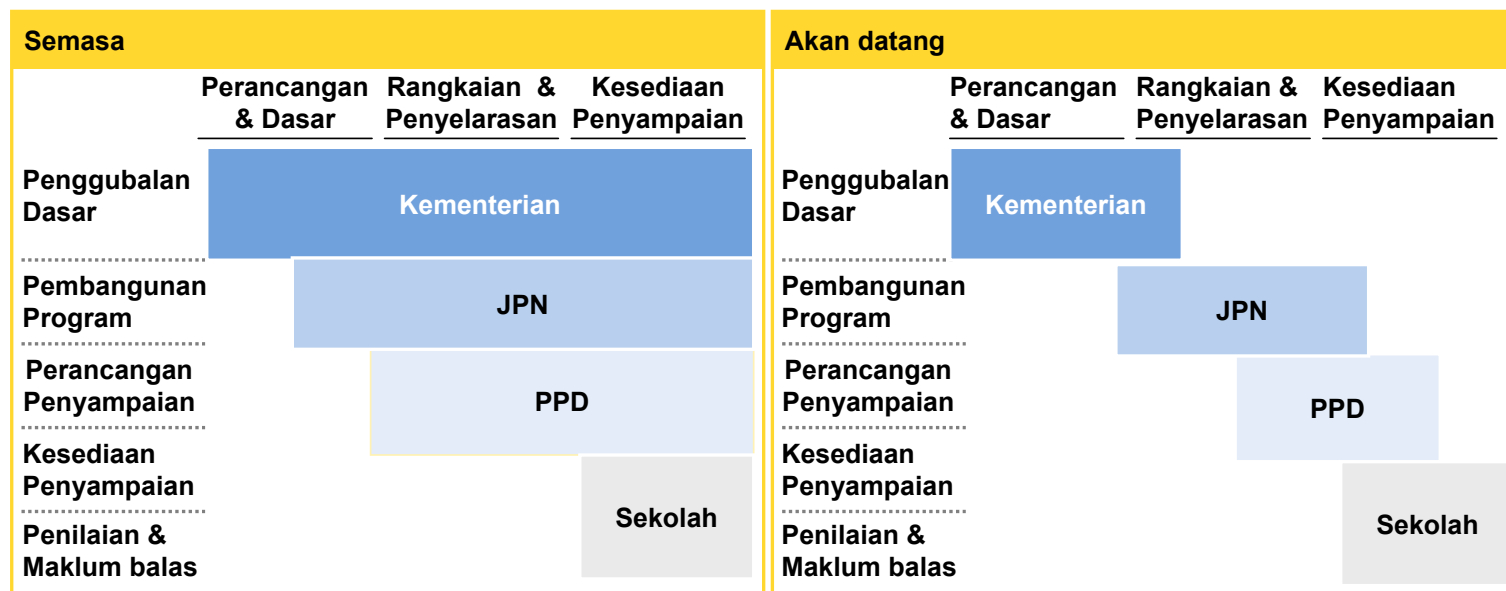 Semasa
Perancangan
& Dasar
Rangkaian &
Penyelarasan
Kesediaan
Penyampaian
Penggubalan
Dasar
Kementerian
Pembangunan
Program
JPN
Perancangan
Penyampaian
PPD
Kesediaan
Penyampaian
Sekolah
Penilaian &
Maklum balas
Akan datang
Perancangan
& Dasar
Rangkaian &
Penyelarasan
Kesediaan
Penyampaian
Penggubalan
Dasar
Kementerian
Pembangunan
Program
JPN
Perancangan
Penyampaian
PPD
Kesediaan
Penyampaian
Sekolah
Penilaian &
Maklum balas